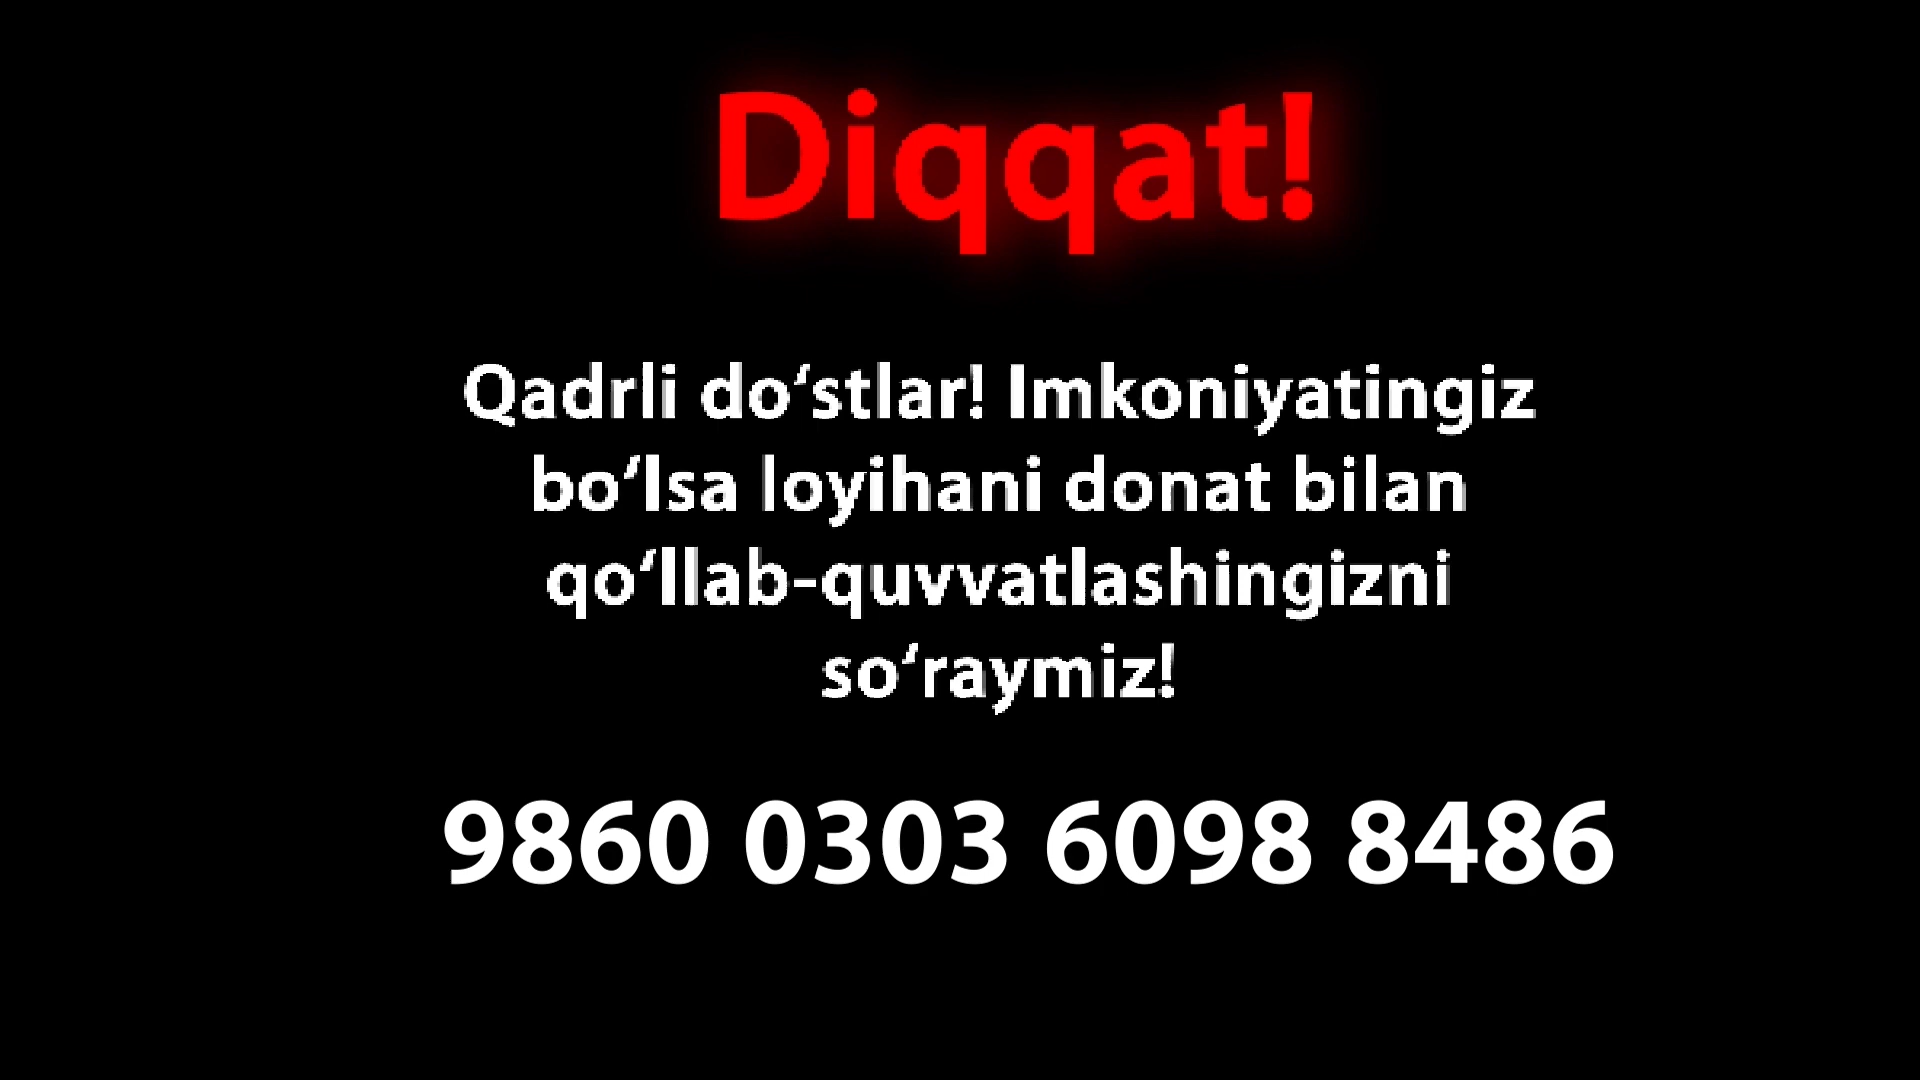 Diqqat!
Qadrli do‘stlar! Imkoniyatingiz
bo‘lsa loyihani donat bilan
qo‘llab-quvvatlashingizni
so‘raymiz!
9860 0303 6098 8486